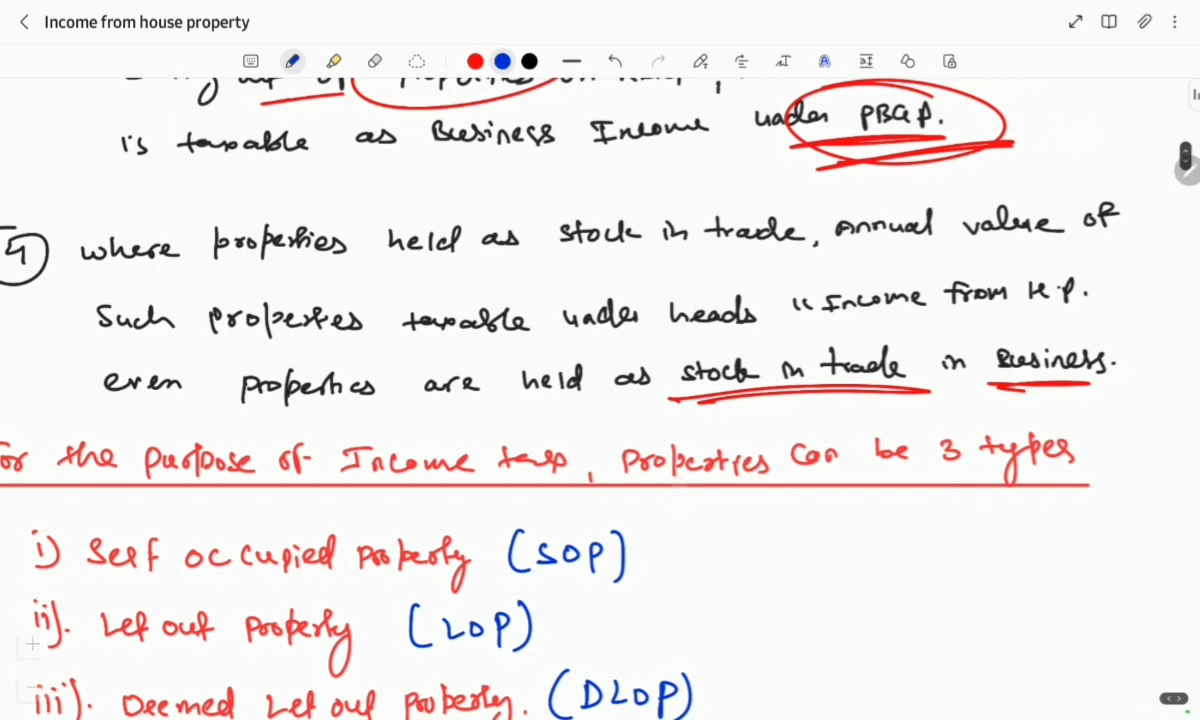 Income from house property
is taxable as Business Income under PBGP.
4 where properties held as stock in trade, Annual value of
Such properties taxable under heads "Income from H.P.
even properties are held as stock in trade in Business.
for the purpose of Income tax, Properties Can be 3 types
i) Self occupied property (SOP)
ii). Let out property (LOP)
iii). Deemed Let out property. (DLOP)